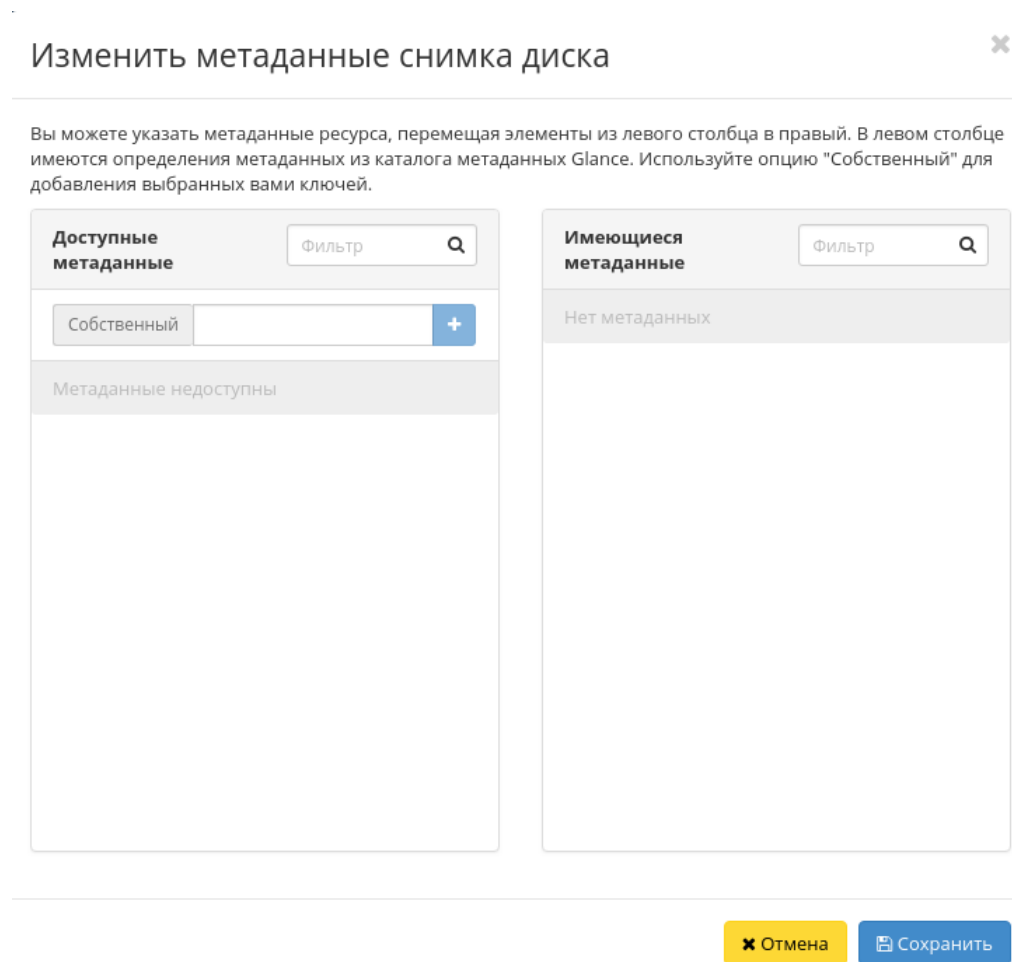 Изменить метаданные снимка диска
Вы можете указать метаданные ресурса, перемещая элементы из левого столбца в правый. В левом столбце
имеются определения метаданных из каталога метаданных Glance. Используйте опцию "Собственный" для
добавления выбранных вами ключей.
Доступные
метаданные
Фильтр
Собственный
Метаданные недоступны
Имеющиеся
метаданные
Фильтр
Нет метаданных
Отмена
Сохранить